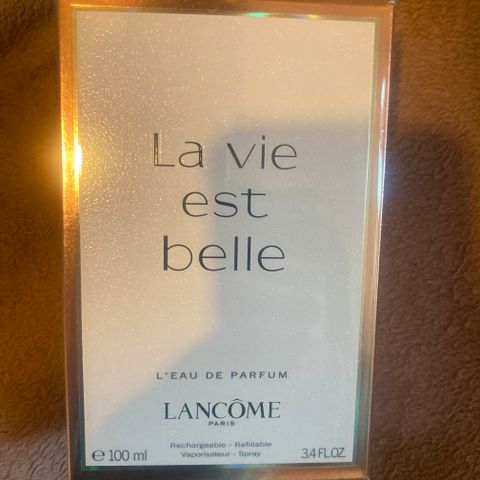 La vie
est
belle
L'EAU DE PARFUM
LANCÔME
PARIS
Rechargeable - Refillable
Vaporisateur - Spray
℮ 100 ml
3.4 FL.OZ.